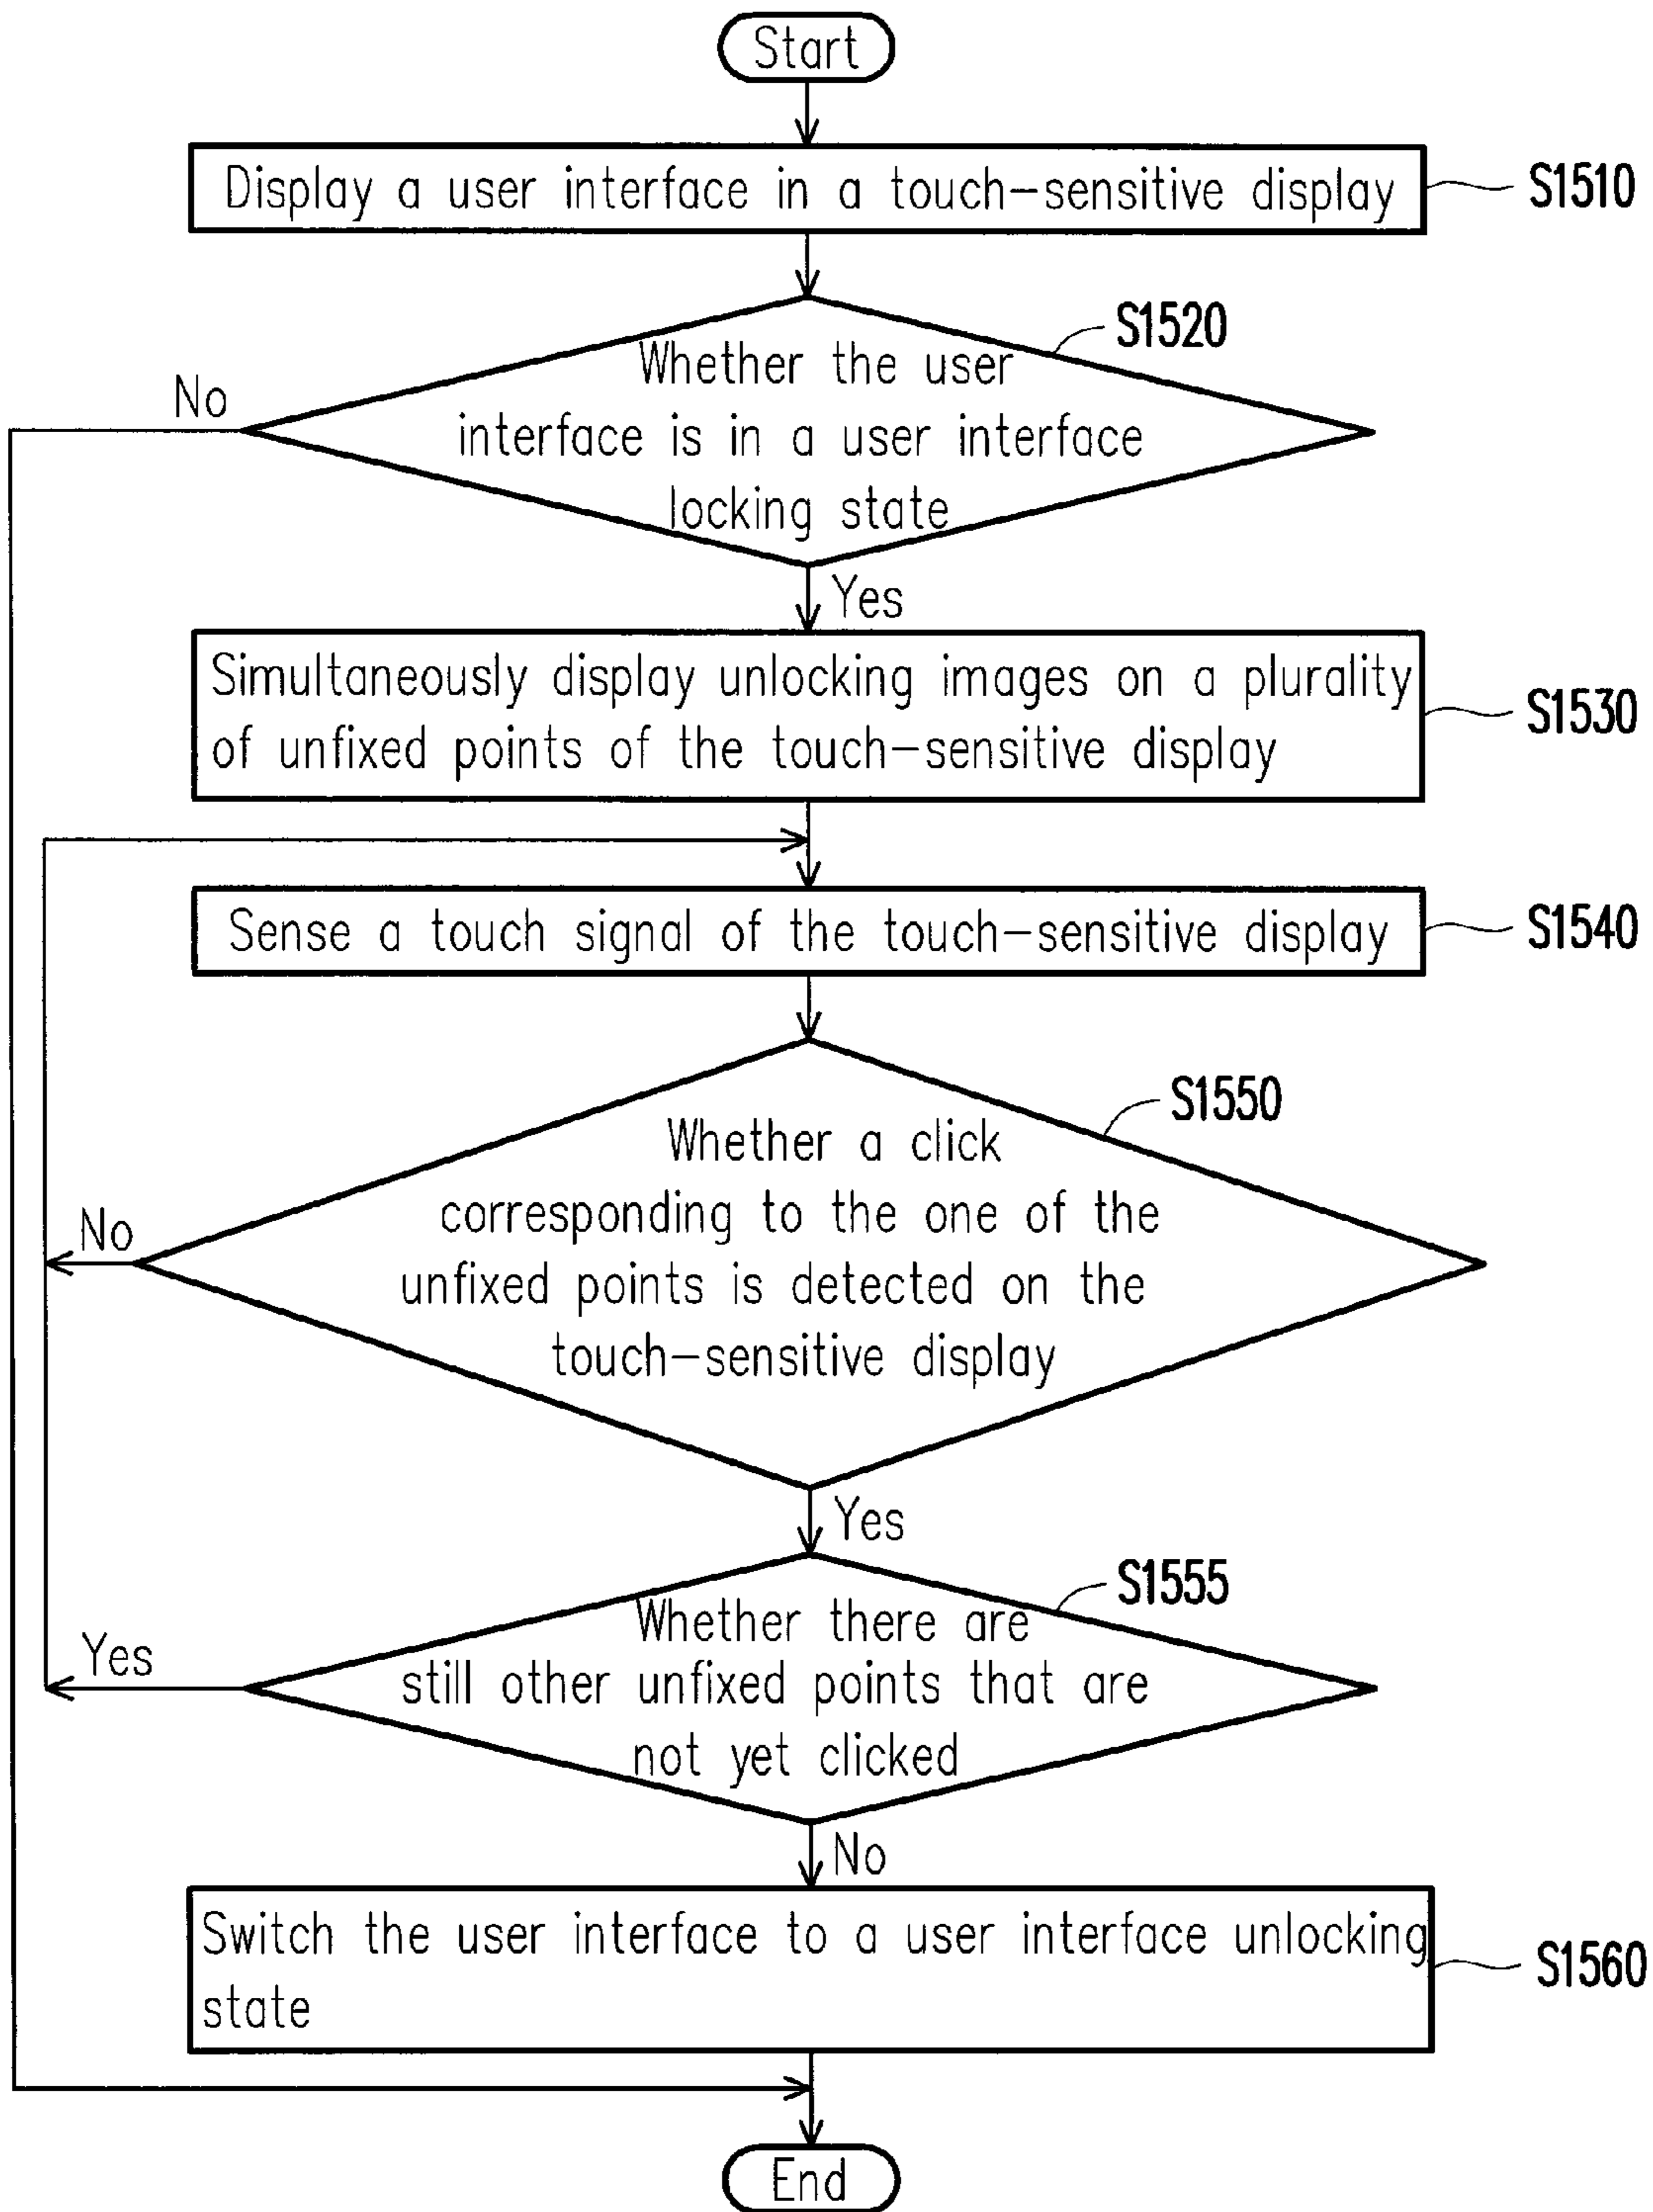 Start
Display a user interface in a touch-sensitive display
S1510
S1520
Whether the user
interface is in a user interface
locking state
No
Yes
Simultaneously display unlocking images on a plurality
of unfixed points of the touch-sensitive display
S1530
Sense a touch signal of the touch-sensitive display
S1540
S1550
Whether a click
corresponding to the one of the
unfixed points is detected on the
touch-sensitive display
No
Yes
S1555
Whether there are
still other unfixed points that are
not yet clicked
Yes
No
Switch the user interface to a user interface unlocking
state
S1560
End